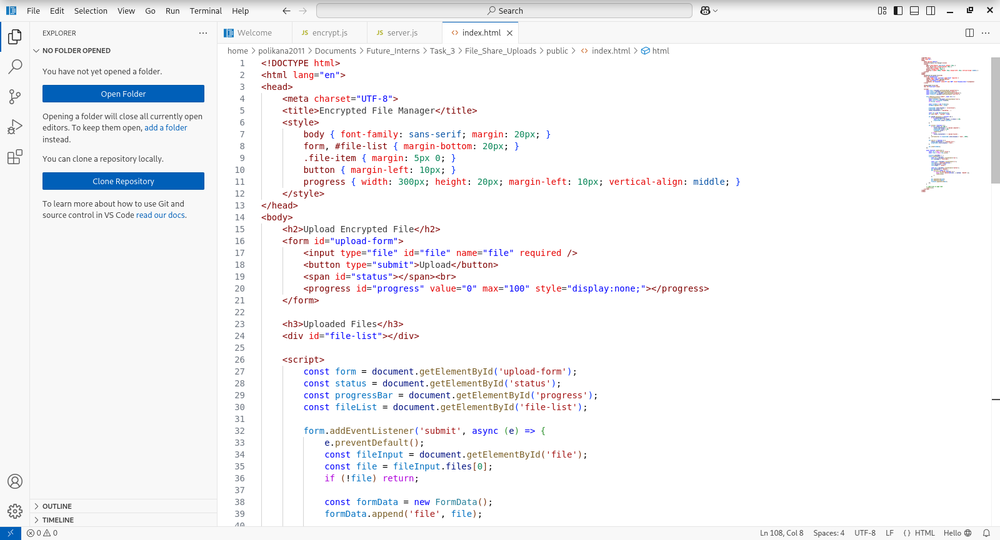 File Edit Selection View Go Run Terminal Help
Search
EXPLORER
NO FOLDER OPENED
You have not yet opened a folder.
Open Folder
Opening a folder will close all currently open
editors. To keep them open, add a folder
instead.
You can clone a repository locally.
Clone Repository
To learn more about how to use Git and
source control in VS Code read our docs.
OUTLINE
TIMELINE
Welcome
JS encrypt.js
JS server.js
<> index.html
home > polikana2011 > Documents > Future_Interns > Task_3 > File_Share_Uploads > public > <> index.html > html
1 <!DOCTYPE html>
2 <html lang="en">
3 <head>
4 <meta charset="UTF-8">
5 <title>Encrypted File Manager</title>
6 <style>
7 body { font-family: sans-serif; margin: 20px; }
8 form, #file-list { margin-bottom: 20px; }
9 .file-item { margin: 5px 0; }
10 button { margin-left: 10px; }
11 progress { width: 300px; height: 20px; margin-left: 10px; vertical-align: middle; }
12 </style>
13 </head>
14 <body>
15 <h2>Upload Encrypted File</h2>
16 <form id="upload-form">
17 <input type="file" id="file" name="file" required />
18 <button type="submit">Upload</button>
19 <span id="status"></span><br>
20 <progress id="progress" value="0" max="100" style="display:none;"></progress>
21 </form>
22
23 <h3>Uploaded Files</h3>
24 <div id="file-list"></div>
25
26 <script>
27 const form = document.getElementById('upload-form');
28 const status = document.getElementById('status');
29 const progressBar = document.getElementById('progress');
30 const fileList = document.getElementById('file-list');
31
32 form.addEventListener('submit', async (e) => {
33 e.preventDefault();
34 const fileInput = document.getElementById('file');
35 const file = fileInput.files[0];
36 if (!file) return;
37
38 const formData = new FormData();
39 formData.append('file', file);
40
0 0
Ln 108, Col 8 Spaces: 4 UTF-8 LF {} HTML Hello